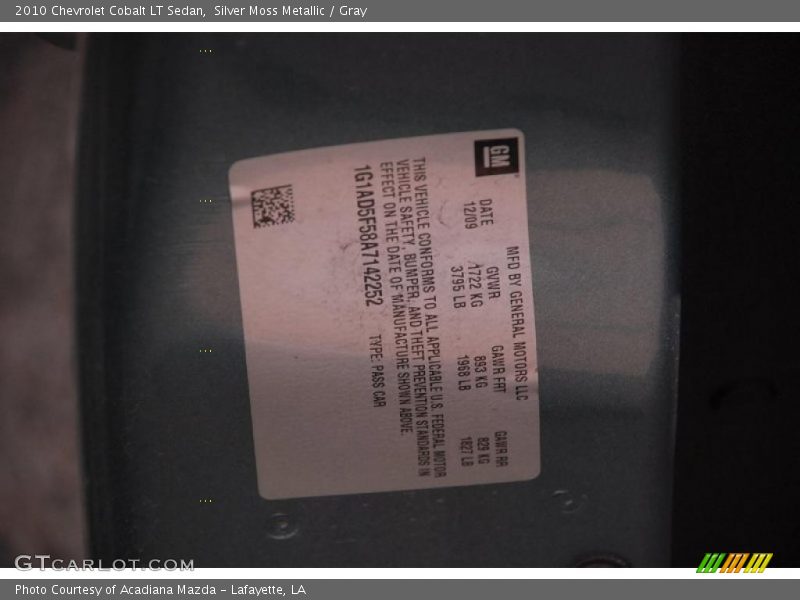 2010 Chevrolet Cobalt LT Sedan,  Silver Moss Metallic / Gray
GM
MFD BY GENERAL MOTORS LLC
DATE GVWR GAWR FRT GAWR RR
12/09 1722 KG 893 KG 829 KG
3795 LB 1968 LB 1827 LB
THIS VEHICLE CONFORMS TO ALL APPLICABLE U.S. FEDERAL MOTOR
VEHICLE SAFETY, BUMPER, AND THEFT PREVENTION STANDARDS IN
EFFECT ON THE DATE OF MANUFACTURE SHOWN ABOVE.
1G1AD5F58A7142252 TYPE: PASS CAR
GTCARLOT.COM
Photo Courtesy of Acadiana Mazda - Lafayette, LA